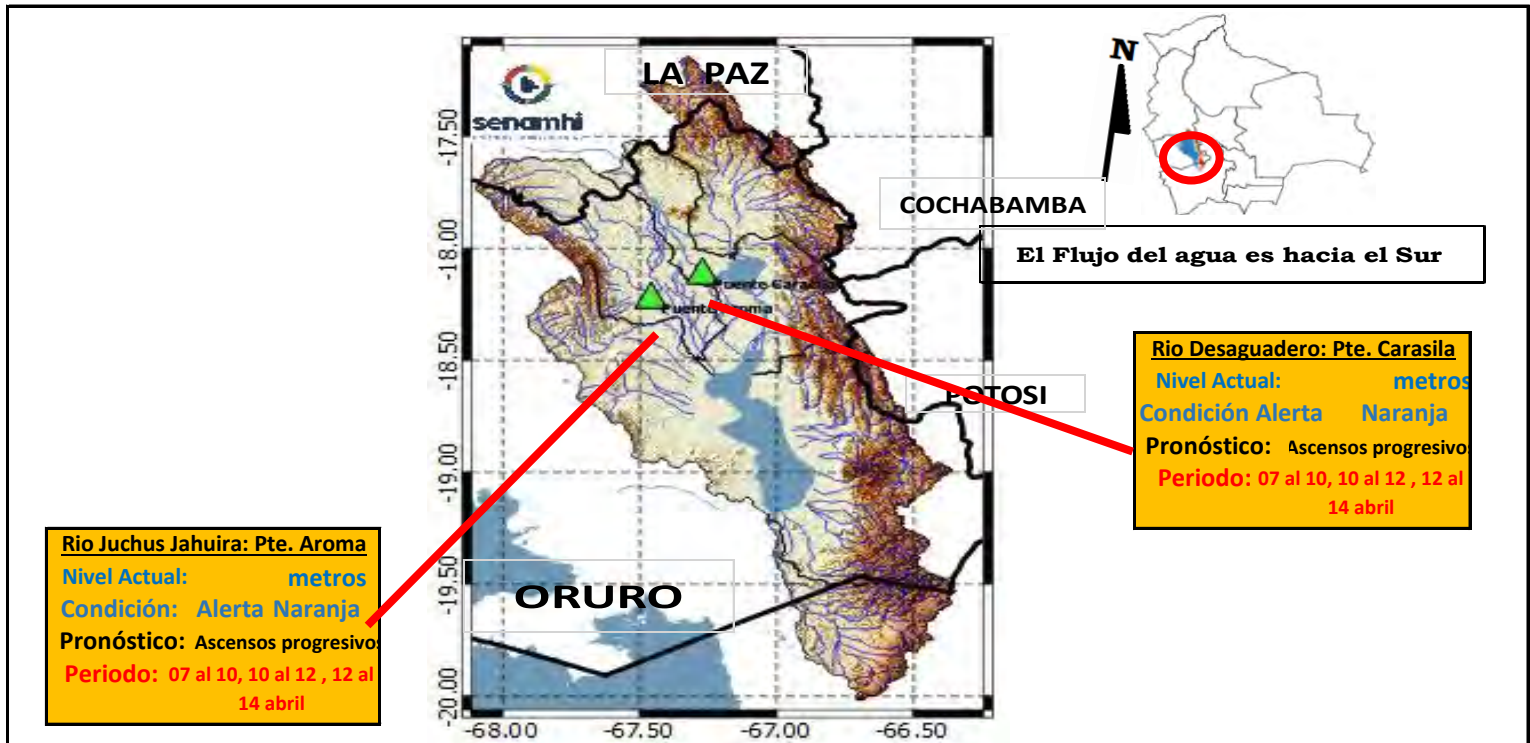 LA PAZ
senamhi
N
COCHABAMBA
El Flujo del agua es hacia el Sur
-17.50
-18.00
-18.50
-19.00
-19.50
-20.00
-68.00 -67.50 -67.00 -66.50
Puente
Puente
POTOSI
ORURO
Rio Desaguadero: Pte. Carasila
Nivel Actual: metros
Condición Alerta Naranja
Pronóstico: Ascensos progresivos
Periodo: 07 al 10, 10 al 12 , 12 al
14 abril
Rio Juchus Jahuira: Pte. Aroma
Nivel Actual: metros
Condición: Alerta Naranja
Pronóstico: Ascensos progresivos
Periodo: 07 al 10, 10 al 12 , 12 al
14 abril